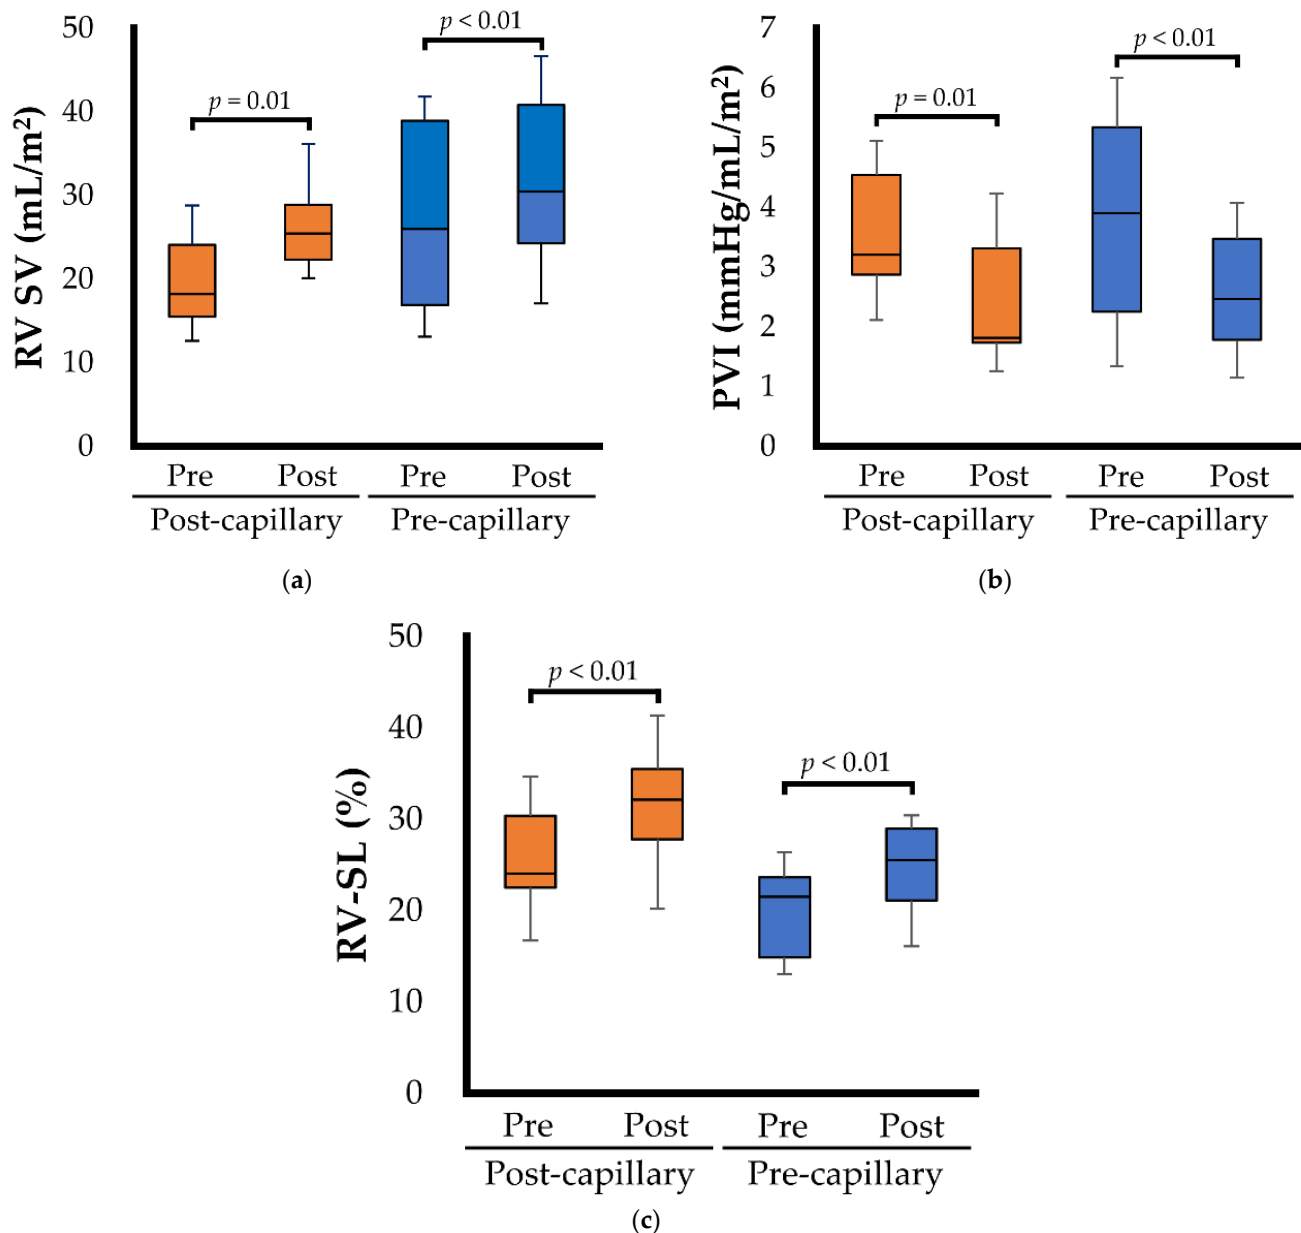 RV SV (mL/m²)
50
40
30
20
10
0
p = 0.01
p < 0.01
Pre Post Pre Post
Post-capillary Pre-capillary
(a)
PVI (mmHg/mL/m²)
7
6
5
4
3
2
1
0
p = 0.01
p < 0.01
Pre Post Pre Post
Post-capillary Pre-capillary
(b)
RV-SL (%)
50
40
30
20
10
0
p < 0.01
p < 0.01
Pre Post Pre Post
Post-capillary Pre-capillary
(c)